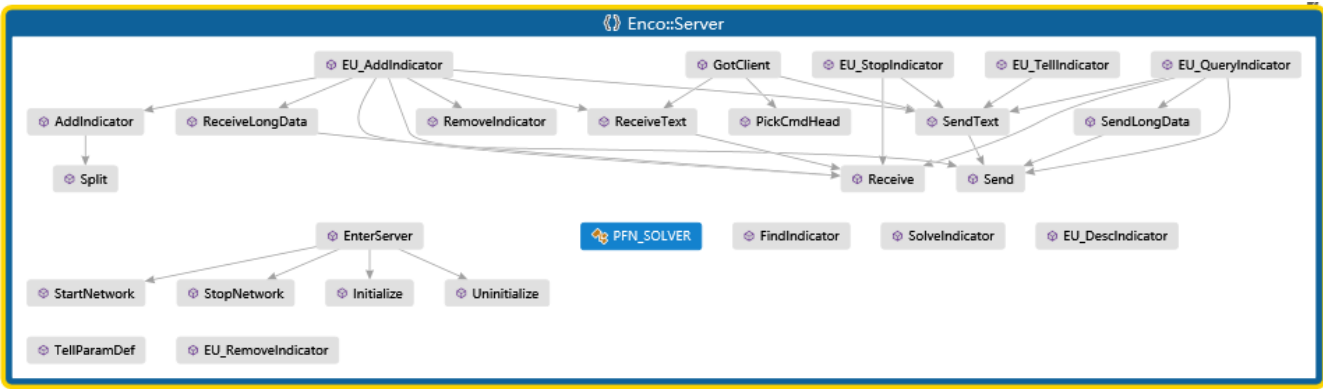 Enco::Server
EU_AddIndicator GotClient EU_StopIndicator EU_TellIndicator EU_QueryIndicator
AddIndicator ReceiveLongData RemoveIndicator ReceiveText PickCmdHead SendText SendLongData
Split Receive Send
EnterServer PFN_SOLVER FindIndicator SolveIndicator EU_DescIndicator
StartNetwork StopNetwork Initialize Uninitialize
TellParamDef EU_RemoveIndicator